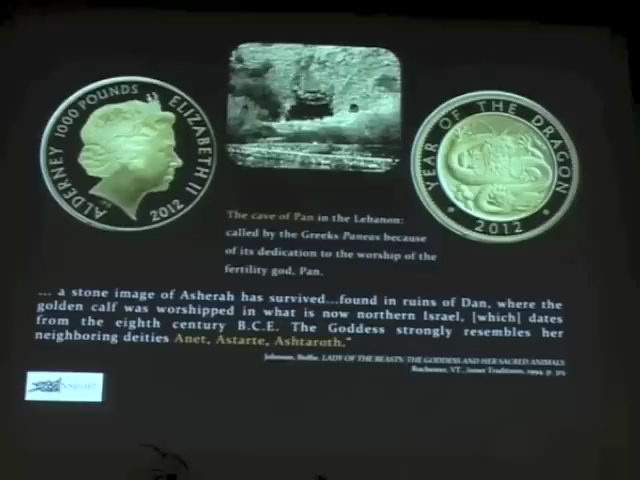 ALDERNEY 1000 POUNDS ELIZABETH II 2012
YEAR OF THE DRAGON
2012
The cave of Pan in the Lebanon:
called by the Greeks Paneas because
of its dedication to the worship of the
fertility god, Pan.
... a stone image of Asherah has survived...found in ruins of Dan, where the
golden calf was worshipped in what is now northern Israel, [which] dates
from the eighth century B.C.E. The Goddess strongly resembles her
neighboring deities Anet, Astarte, Ashtaroth."
Johnson, Buffie. LADY OF THE BEASTS: THE GODDESS AND HER SACRED ANIMALS
Rochester, VT., Inner Traditions, 1994. p.